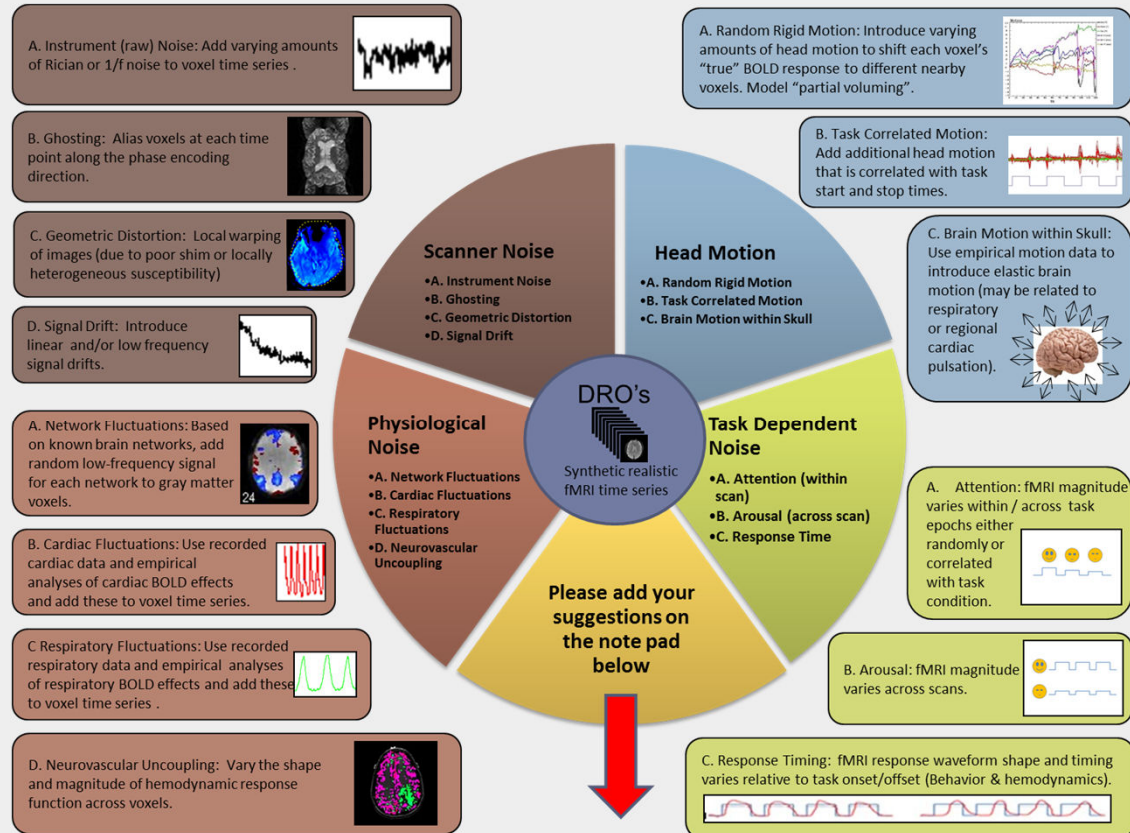 A. Instrument (raw) Noise: Add varying amounts
of Rician or 1/f noise to voxel time series .
B. Ghosting: Alias voxels at each time
point along the phase encoding
direction.
C. Geometric Distortion: Local warping
of images (due to poor shim or locally
heterogeneous susceptibility)
D. Signal Drift: Introduce
linear and/or low frequency
signal drifts.
A. Network Fluctuations: Based
on known brain networks, add
random low-frequency signal
for each network to gray matter
voxels.
24
B. Cardiac Fluctuations: Use recorded
cardiac data and empirical
analyses of cardiac BOLD effects
and add these to voxel time series.
C Respiratory Fluctuations: Use recorded
respiratory data and empirical analyses
of respiratory BOLD effects and add these
to voxel time series .
D. Neurovascular Uncoupling: Vary the shape
and magnitude of hemodynamic response
function across voxels.
Scanner Noise
•A. Instrument Noise
•B. Ghosting
•C. Geometric Distortion
•D. Signal Drift
Head Motion
•A. Random Rigid Motion
•B. Task Correlated Motion
•C. Brain Motion within Skull
Physiological
Noise
•A. Network Fluctuations
•B. Cardiac Fluctuations
•C. Respiratory
Fluctuations
•D. Neurovascular
Uncoupling
DRO's
Synthetic realistic
fMRI time series
Task Dependent
Noise
•A. Attention (within
scan)
•B. Arousal (across scan)
•C. Response Time
Please add your
suggestions on
the note pad
below
A. Random Rigid Motion: Introduce varying
amounts of head motion to shift each voxel's
“true” BOLD response to different nearby
voxels. Model “partial voluming”.
B. Task Correlated Motion:
Add additional head motion
that is correlated with task
start and stop times.
C. Brain Motion within Skull:
Use empirical motion data to
introduce elastic brain
motion (may be related to
respiratory
or regional
cardiac
pulsation).
A. Attention: fMRI magnitude
varies within / across task
epochs either
randomly or
correlated
with task
condition.
B. Arousal: fMRI magnitude
varies across scans.
C. Response Timing: fMRI response waveform shape and timing
varies relative to task onset/offset (Behavior & hemodynamics).